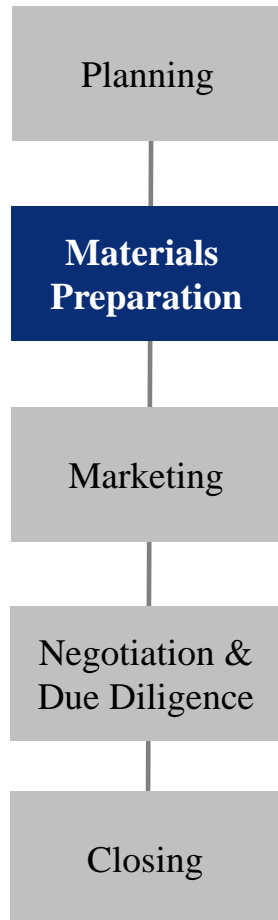 Planning
Materials
Preparation
Marketing
Negotiation &
Due Diligence
Closing